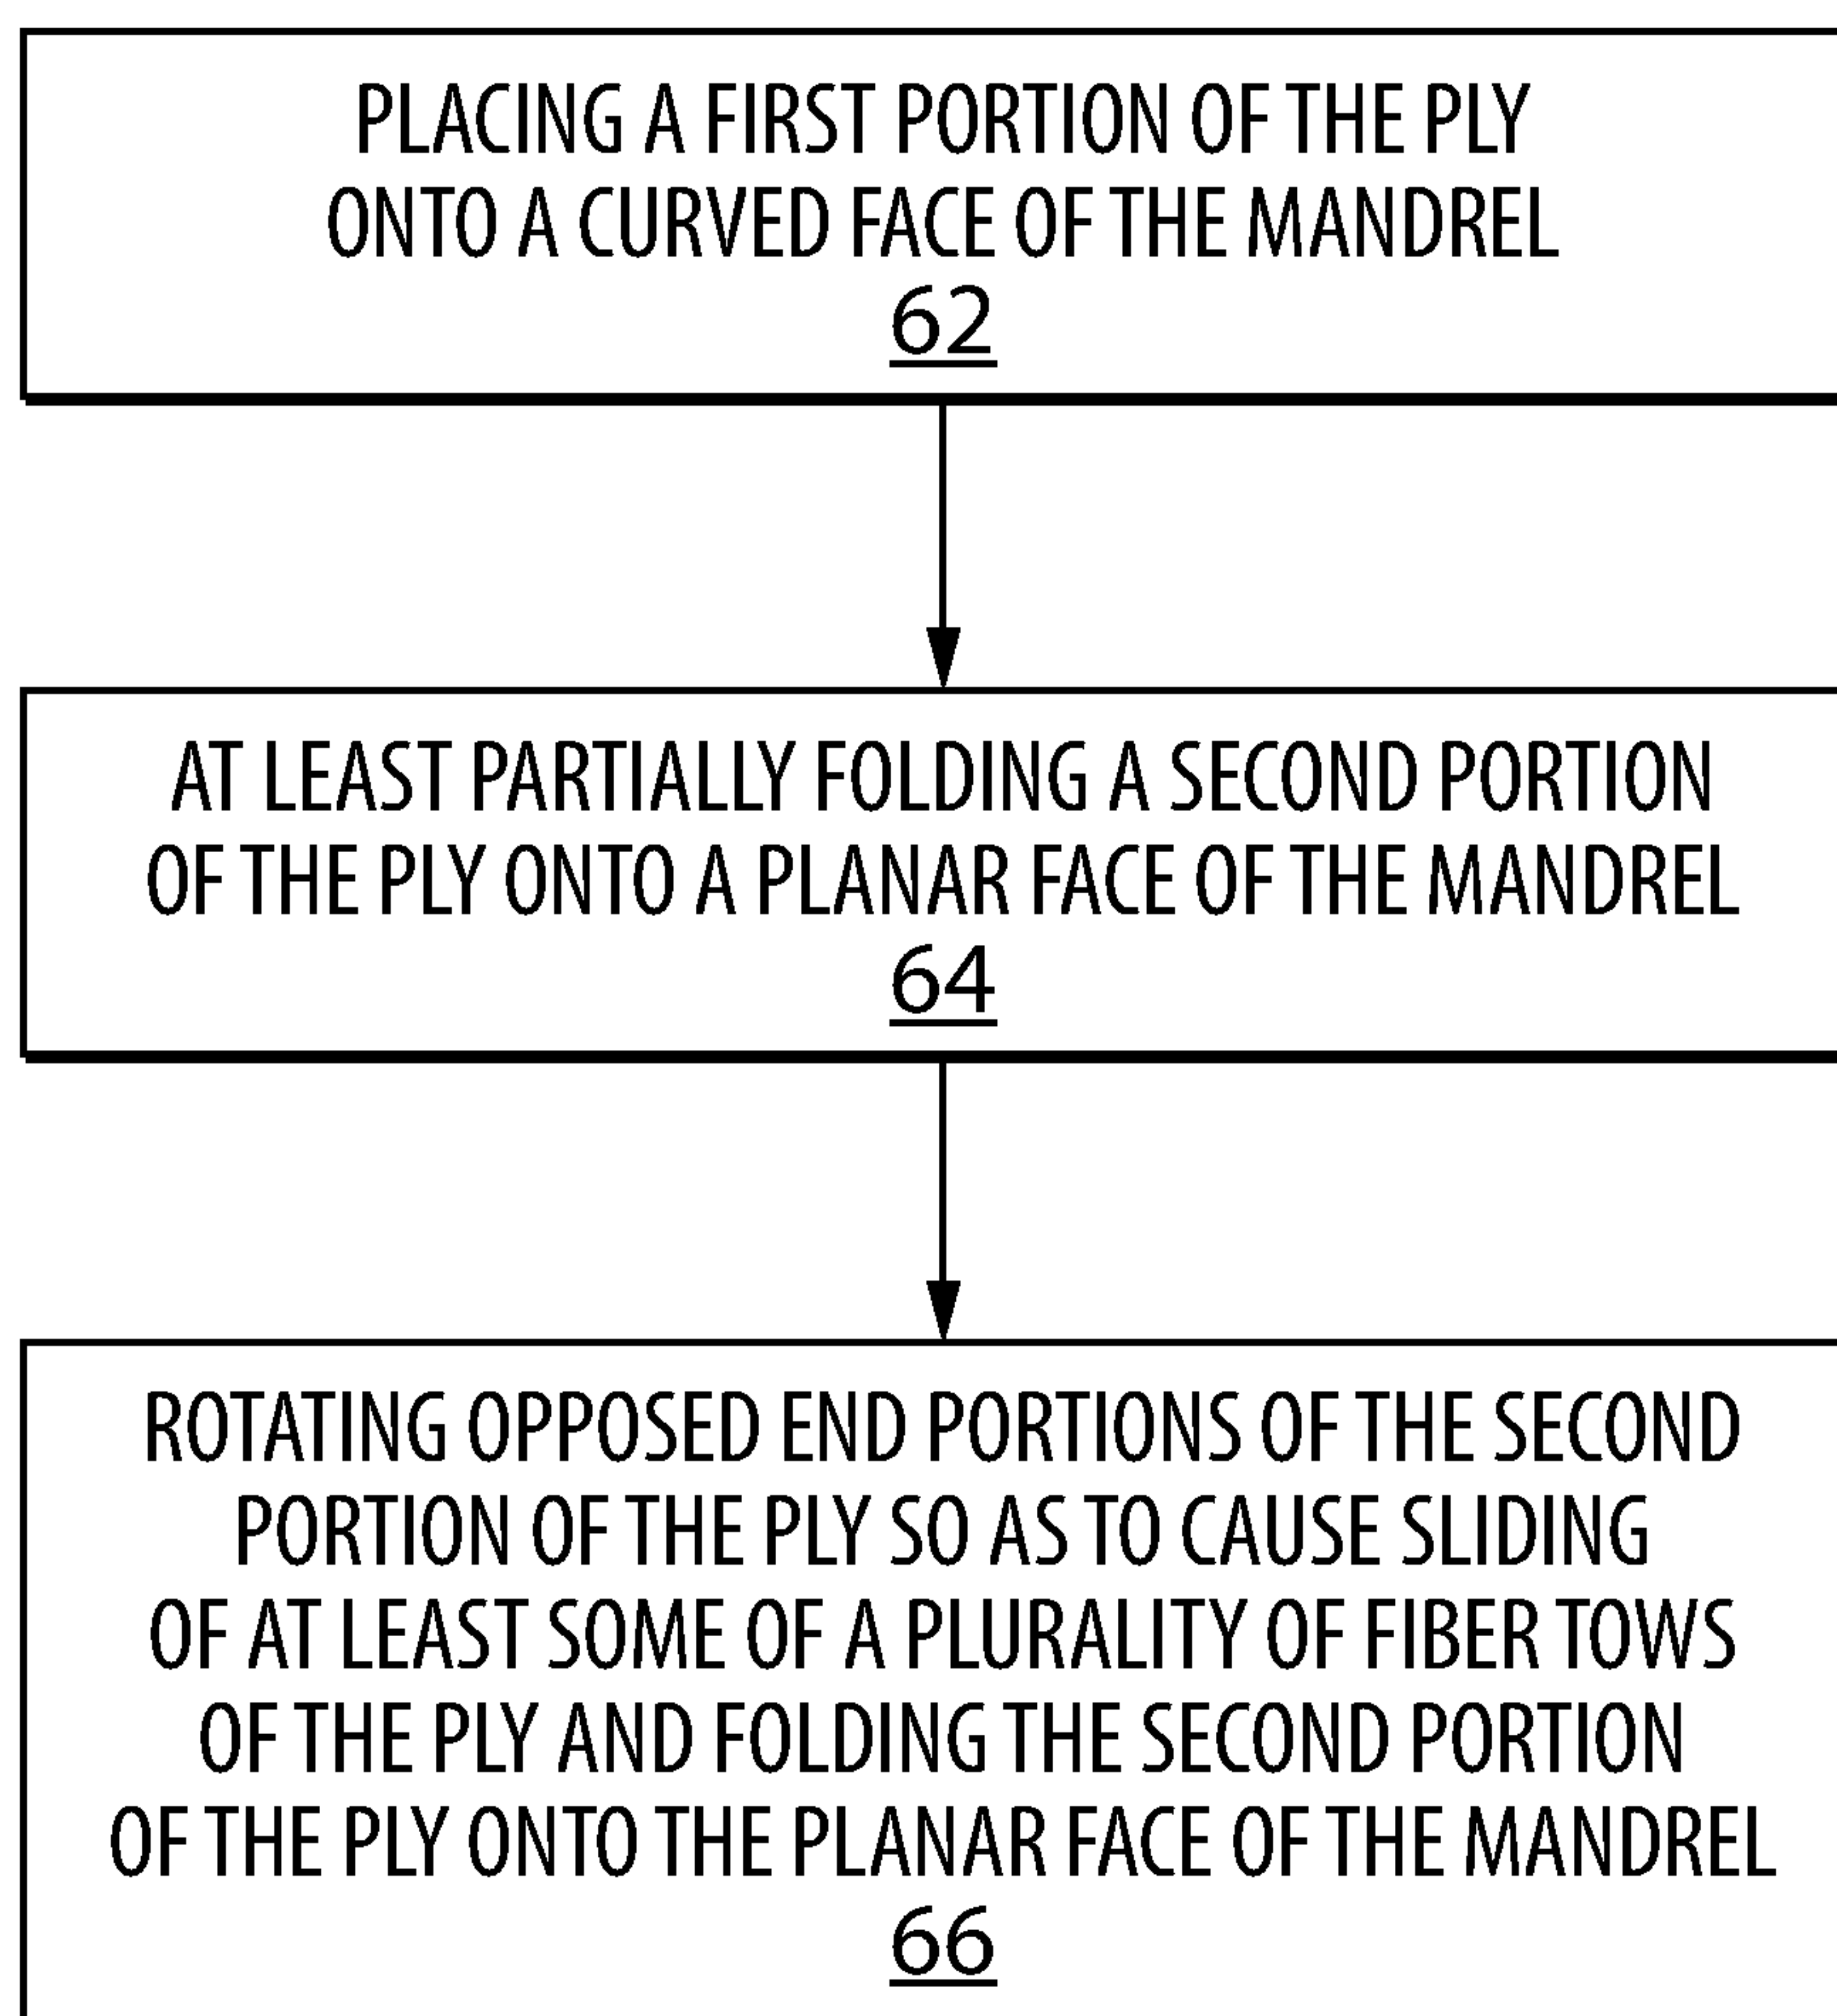 PLACING A FIRST PORTION OF THE PLY
ONTO A CURVED FACE OF THE MANDREL
62
AT LEAST PARTIALLY FOLDING A SECOND PORTION
OF THE PLY ONTO A PLANAR FACE OF THE MANDREL
64
ROTATING OPPOSED END PORTIONS OF THE SECOND
PORTION OF THE PLY SO AS TO CAUSE SLIDING
OF AT LEAST SOME OF A PLURALITY OF FIBER TOWS
OF THE PLY AND FOLDING THE SECOND PORTION
OF THE PLY ONTO THE PLANAR FACE OF THE MANDREL
66